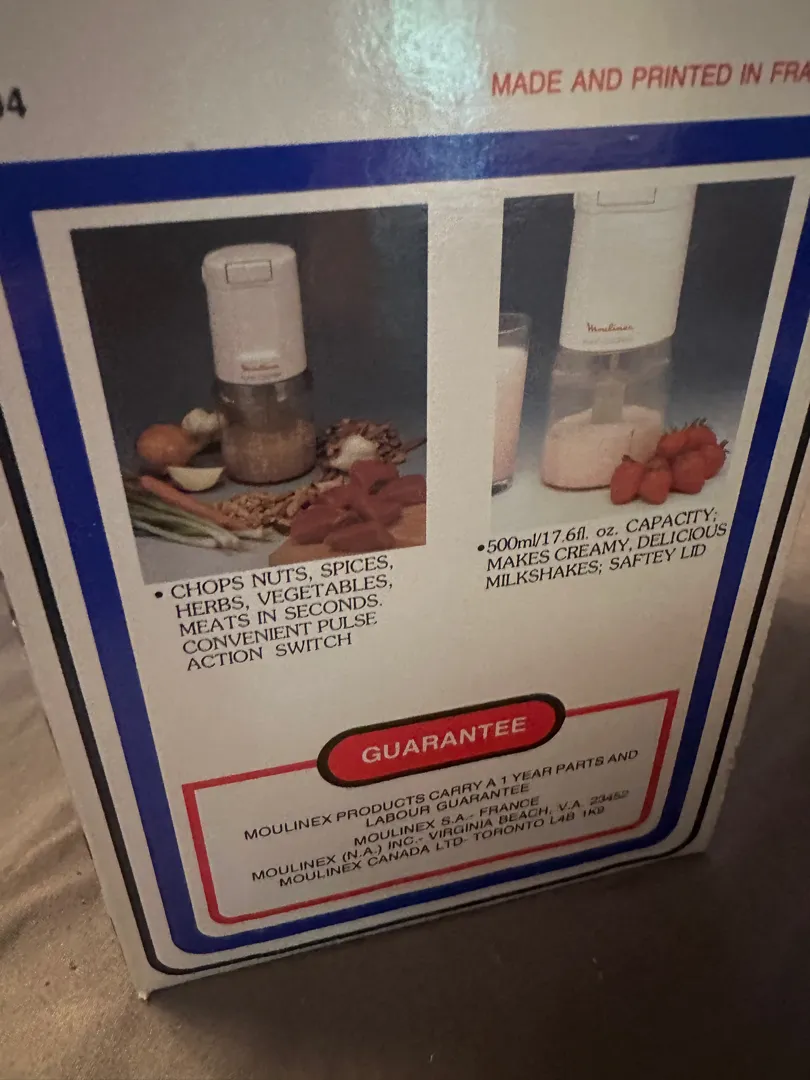 MADE AND PRINTED IN FRA
Moulinex
Moulinex
• CHOPS NUTS, SPICES,
HERBS, VEGETABLES,
MEATS IN SECONDS.
CONVENIENT PULSE
ACTION SWITCH
•500ml/17.6fl. oz. CAPACITY;
MAKES CREAMY, DELICIOUS
MILKSHAKES; SAFTEY LID
GUARANTEE
MOULINEX PRODUCTS CARRY A 1 YEAR PARTS AND
LABOUR GUARANTEE
MOULINEX S.A.- FRANCE
MOULINEX (N.A.) INC.- VIRGINIA BEACH, V.A. 23452
MOULINEX CANADA LTD- TORONTO L4B 1K9